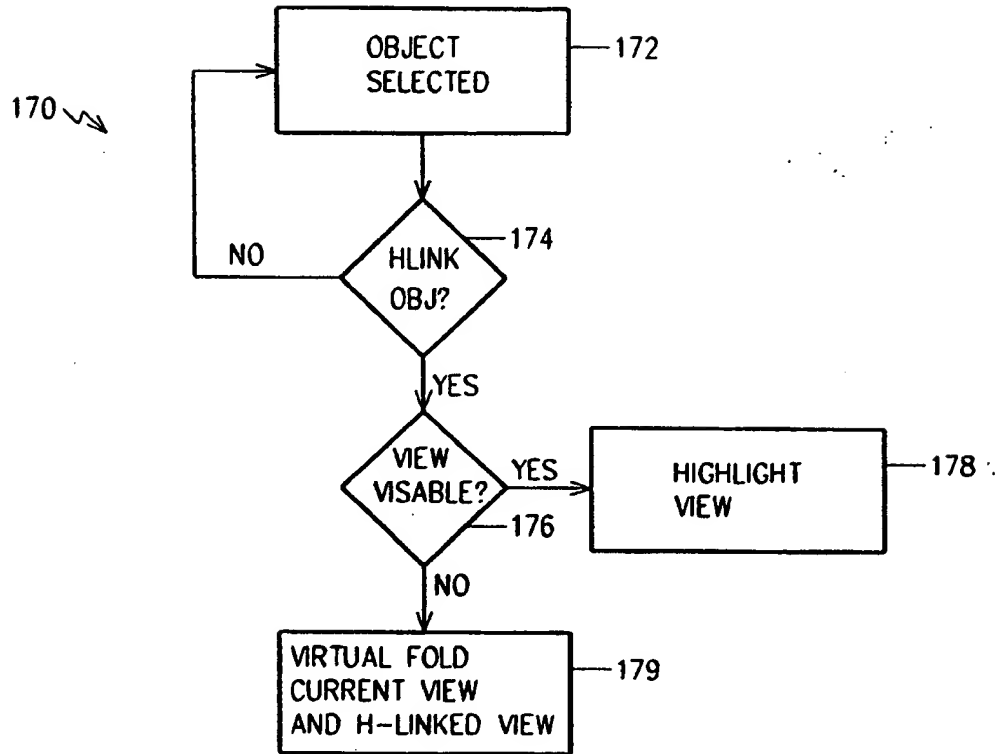 OBJECT
SELECTED
172
170
HLINK
OBJ?
174
NO
YES
VIEW
VISABLE?
176
YES
HIGHLIGHT
VIEW
178
NO
VIRTUAL FOLD
CURRENT VIEW
AND H-LINKED VIEW
179